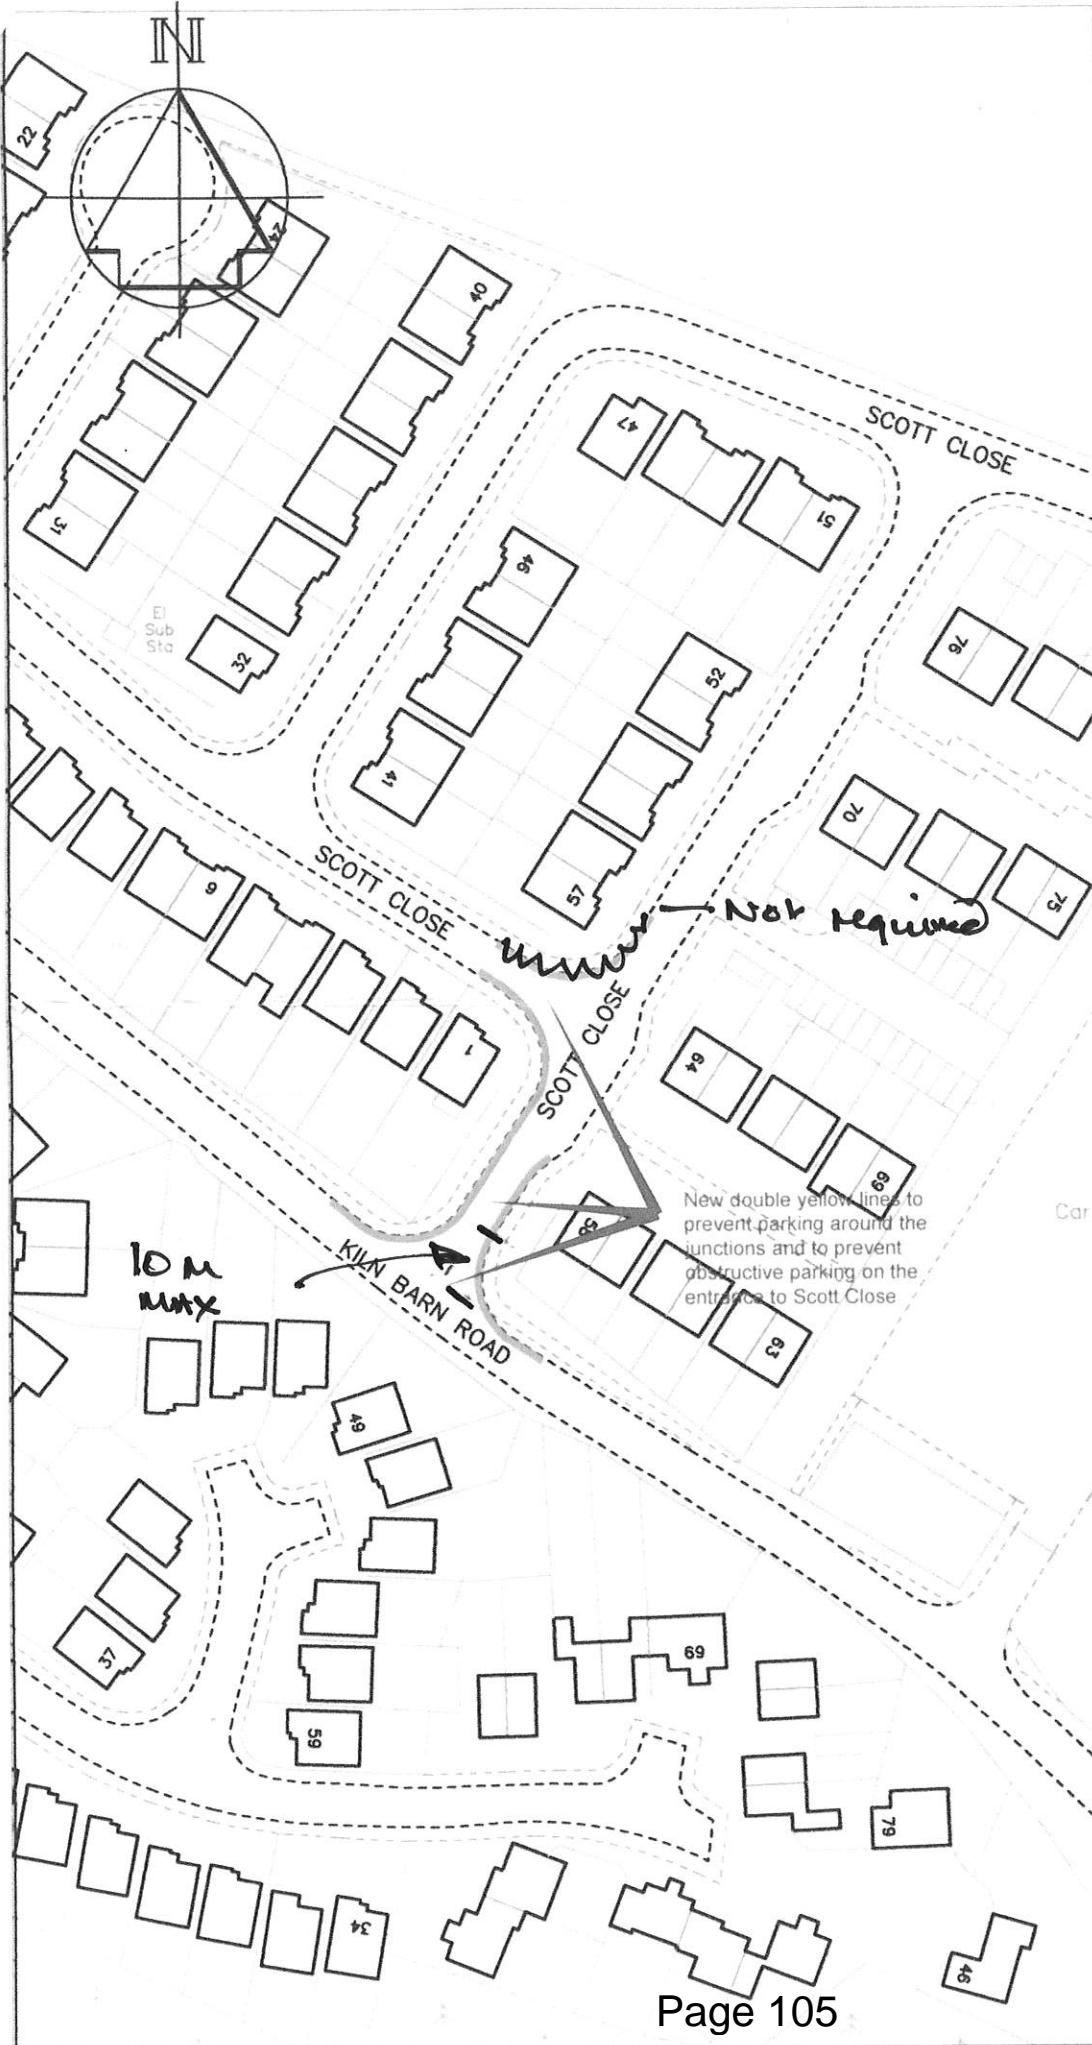 N
22
24
40
47
SCOTT CLOSE
51
31
46
El
Sub
Sta
76
32
52
41
70
SCOTT CLOSE
6
57
75
Not required
SCOTT CLOSE
1
64
69
New double yellow lines to
prevent parking around the
junctions and to prevent
obstructive parking on the
entrance to Scott Close
Car
58
10 M
MAX
KILN BARN ROAD
63
49
37
69
59
79
34
46
Page 105